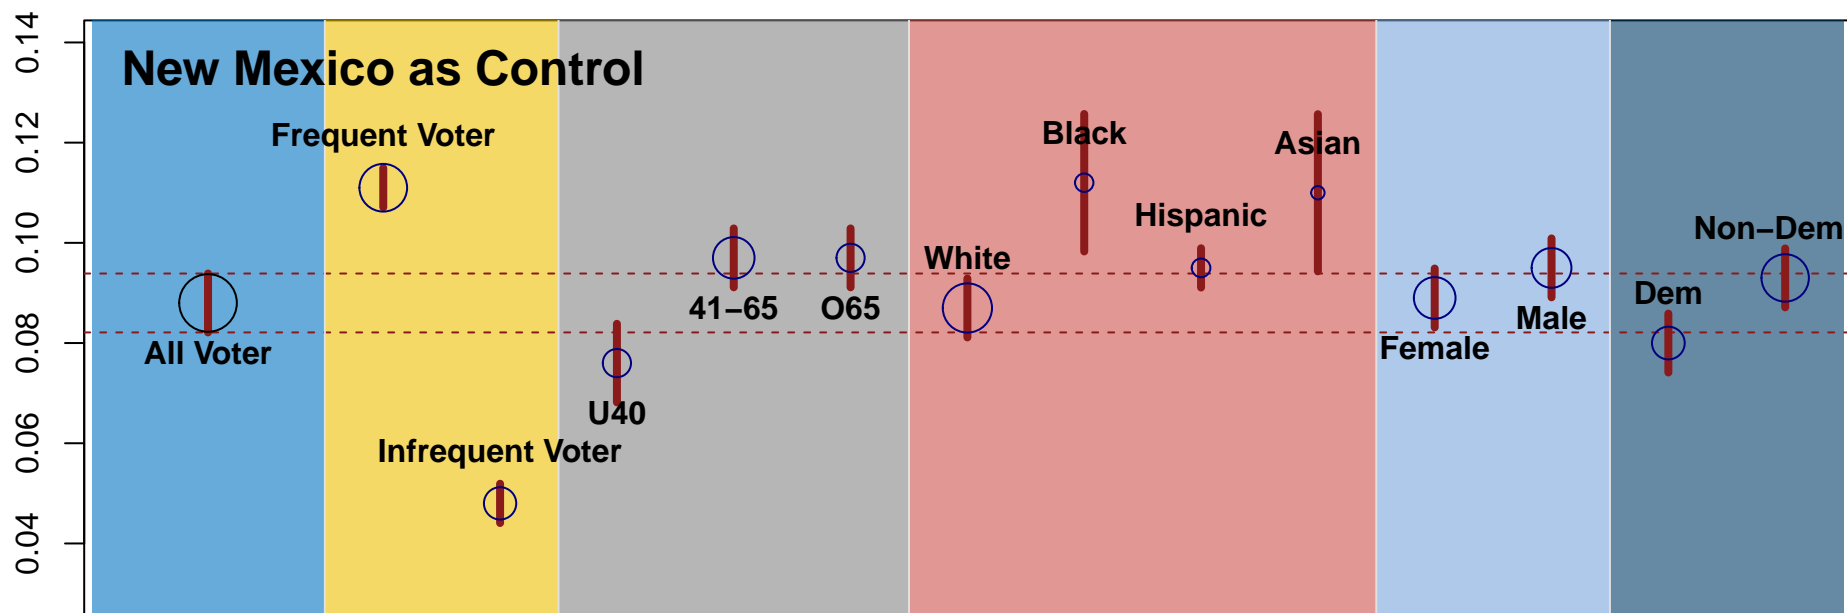 New Mexico as Control
0.14
0.12
0.10
0.08
0.06
0.04
Frequent Voter
Black
Asian
Hispanic
Non−Dem
White
Dem
41−65
O65
Male
All Voter
Female
U40
Infrequent Voter